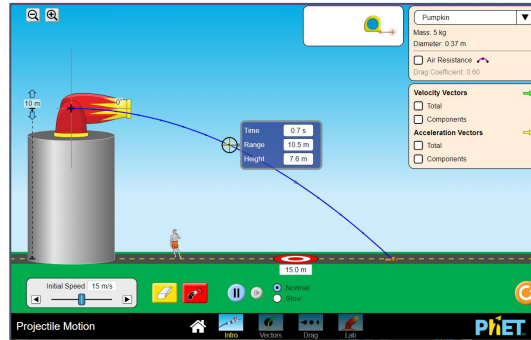 Pumpkin
Mass: 5 kg
Diameter: 0.37 m
Air Resistance
Drag Coefficient: 0.60
Velocity Vectors
Total
Components
Acceleration Vectors
Total
Components
10 m
0°
Time 0.7 s
Range 10.5 m
Height 7.6 m
15.0 m
Initial Speed 15 m/s
Normal
Slow
Projectile Motion
Intro
Vectors
Drag
Lab
PhET